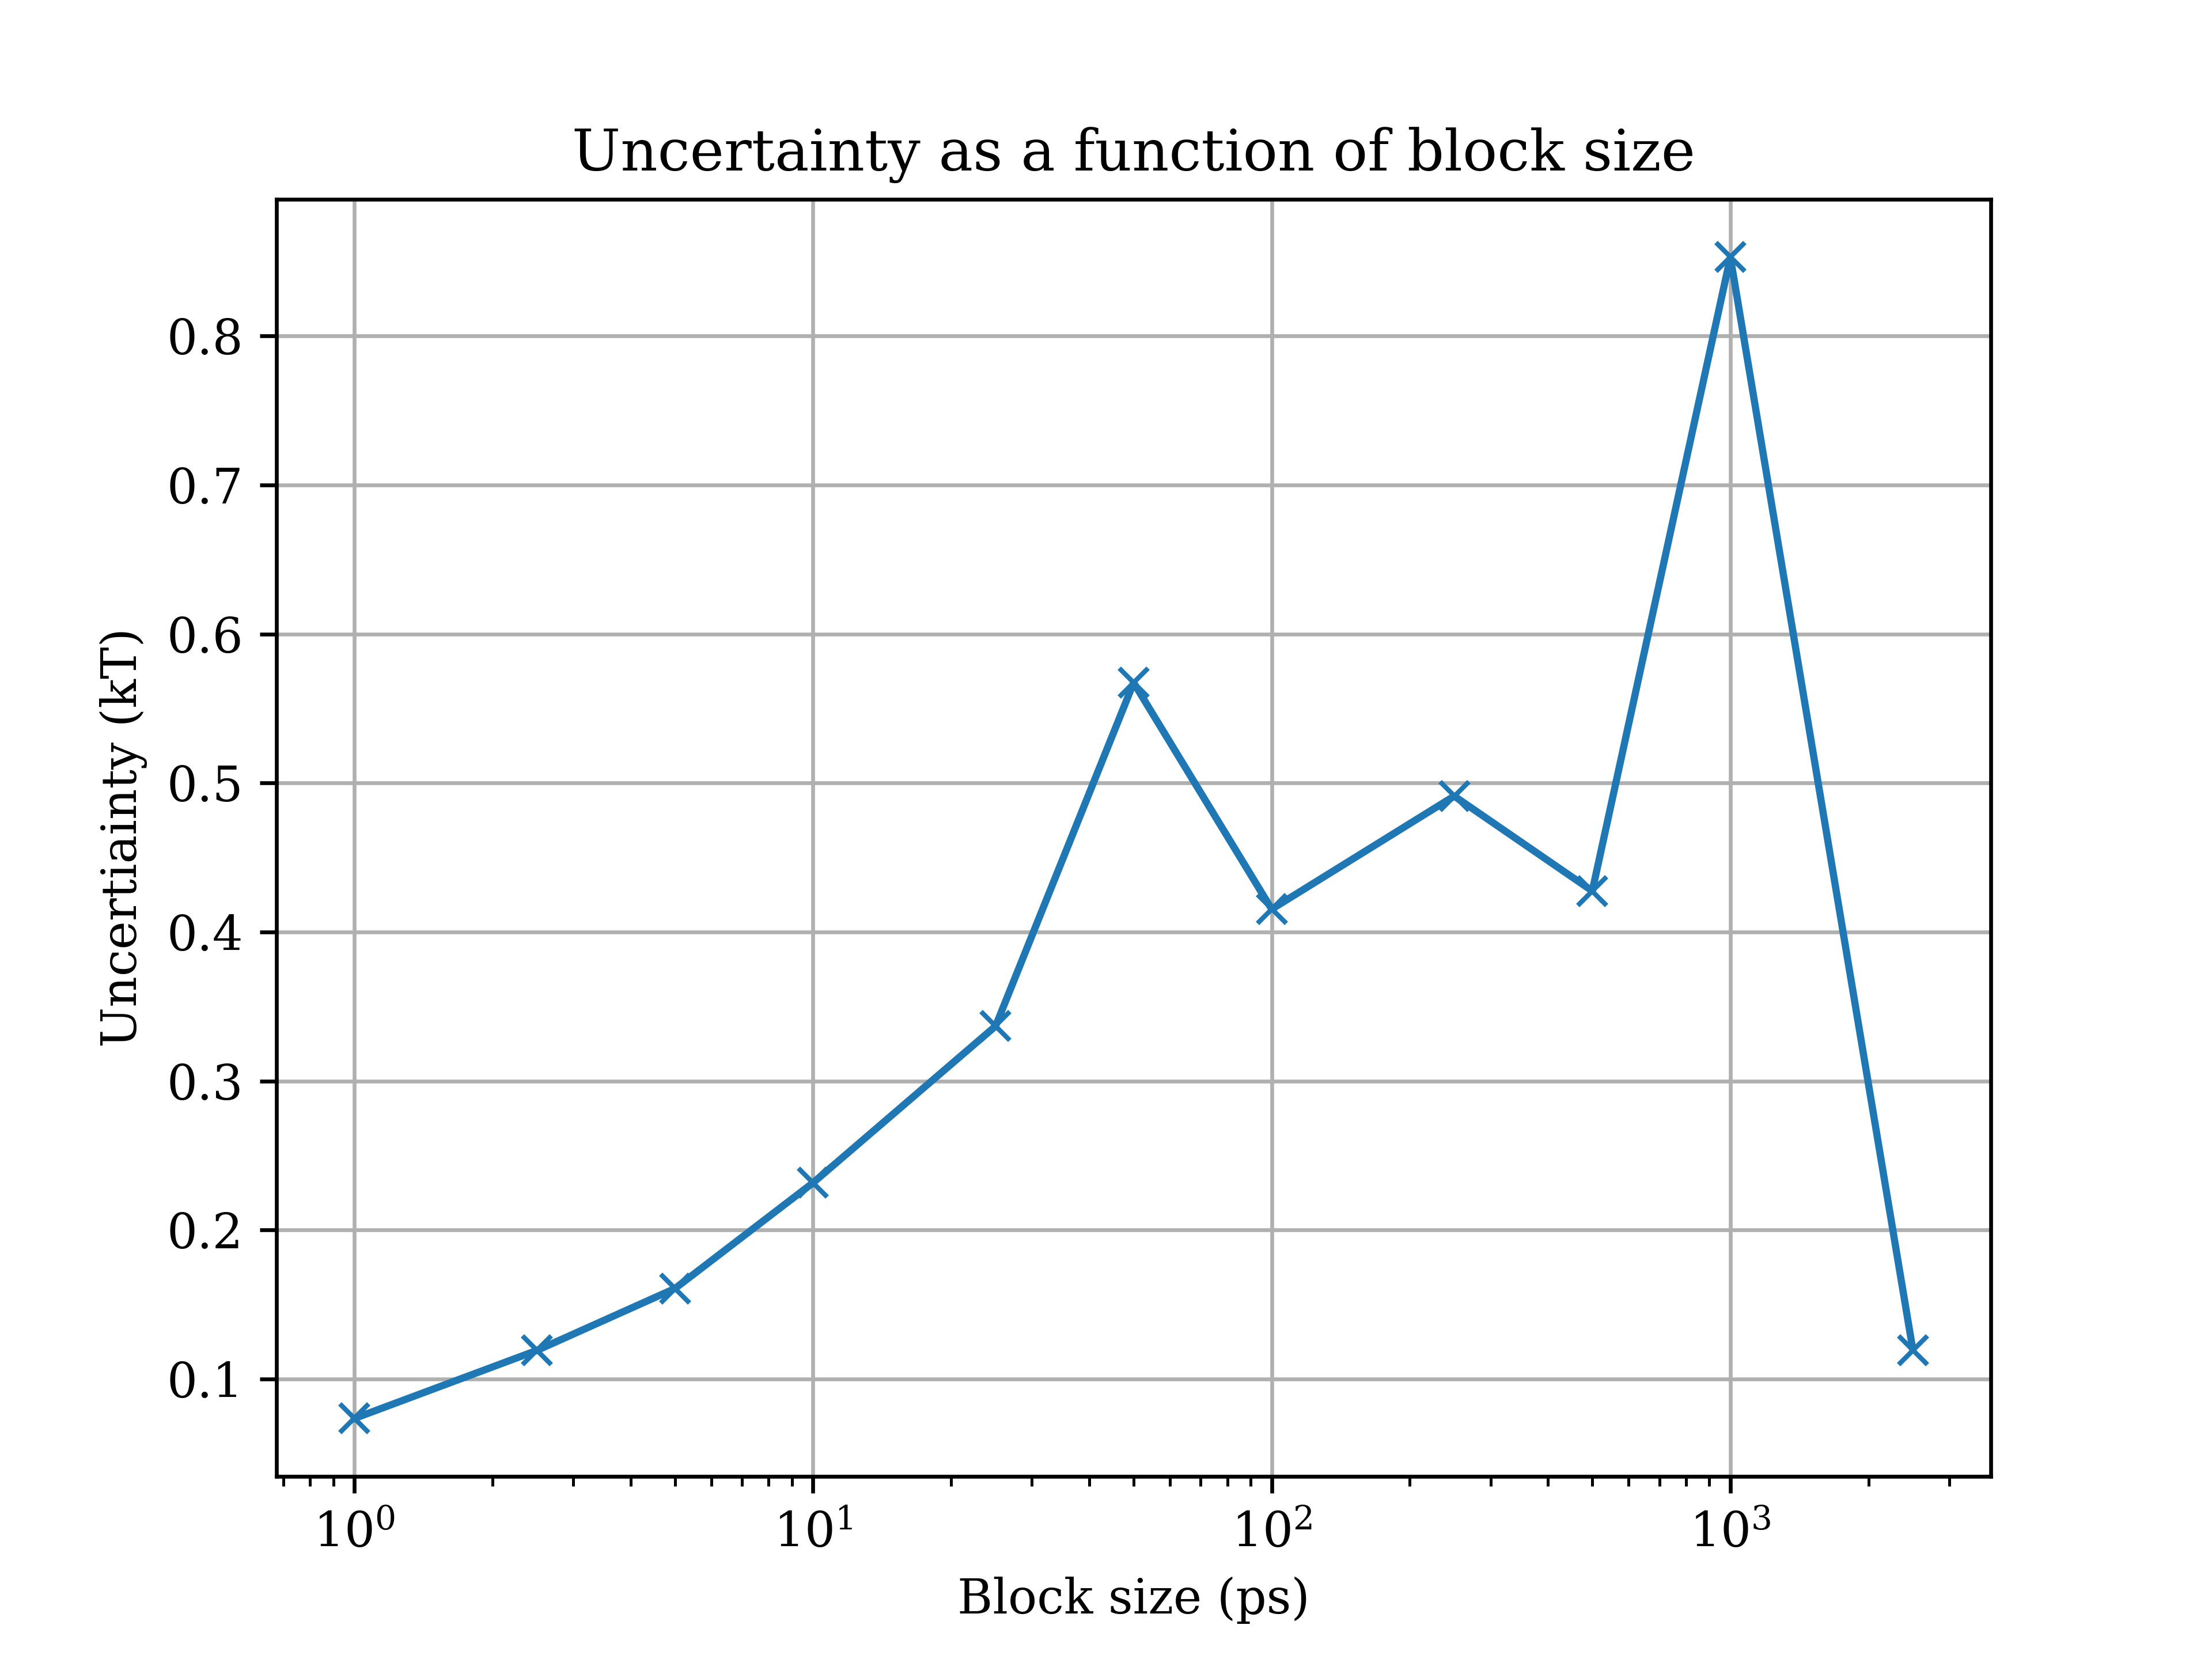 Uncertainty as a function of block size
0.8
0.7
0.6
0.5
0.4
0.3
0.2
0.1
Uncertiainty (kT)
10⁰ 10¹ 10² 10³
Block size (ps)